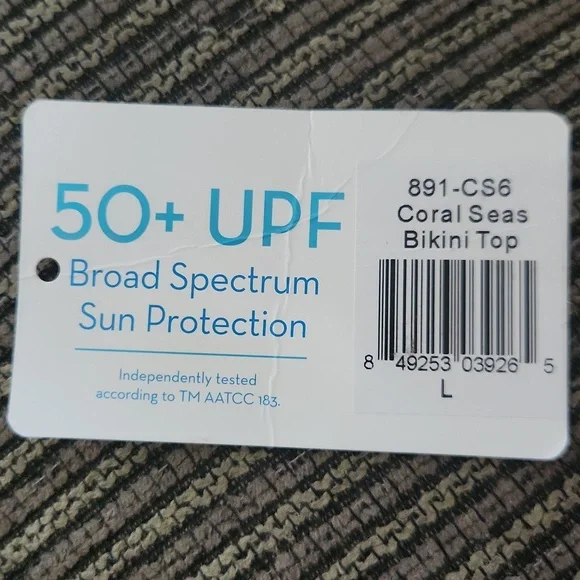 50+ UPF
Broad Spectrum
Sun Protection
Independently tested
according to TM AATCC 183.
891-CS6
Coral Seas
Bikini Top
8 49253 03926 5
L